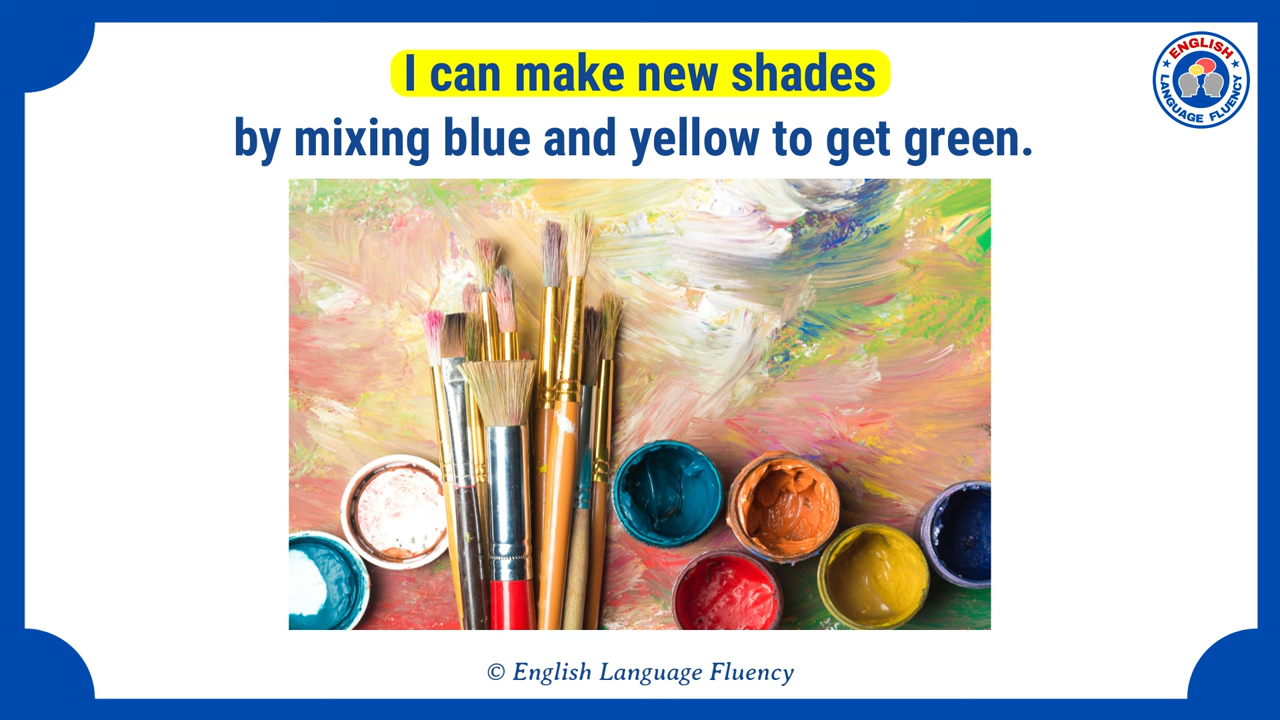 I can make new shades
by mixing blue and yellow to get green.
ENGLISH
LANGUAGE FLUENCY
© English Language Fluency